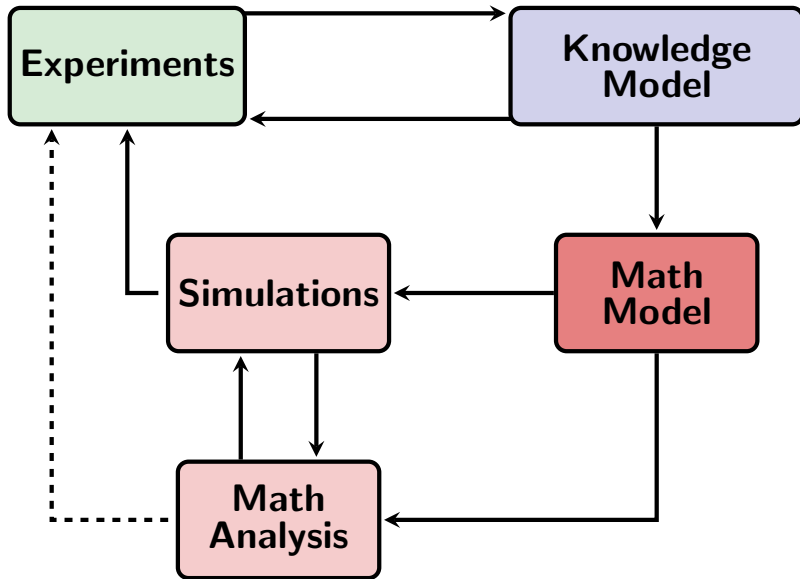 Experiments
Knowledge
Model
Simulations
Math
Model
Math
Analysis